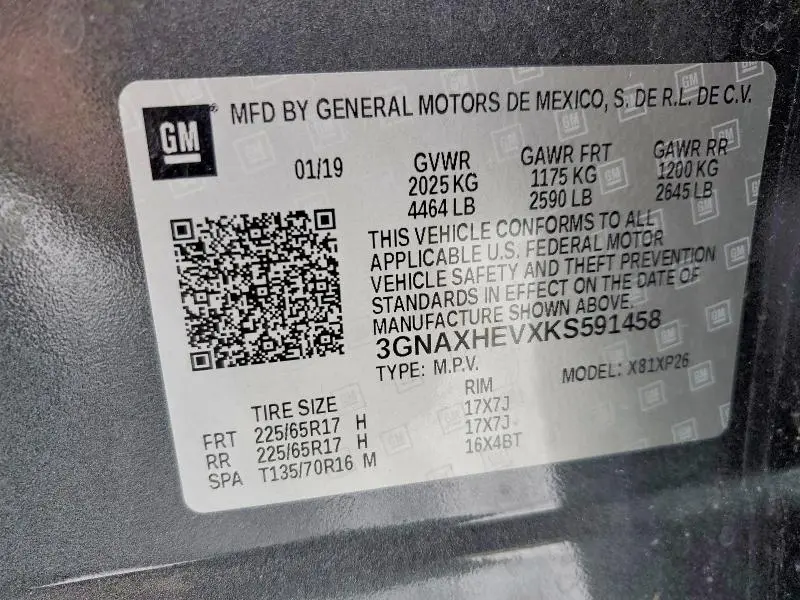 GM
MFD BY GENERAL MOTORS DE MEXICO, S. DE R.L. DE C.V.
01/19 GVWR GAWR FRT GAWR RR
2025 KG 1175 KG 1200 KG
4464 LB 2590 LB 2645 LB
THIS VEHICLE CONFORMS TO ALL
APPLICABLE U.S. FEDERAL MOTOR
VEHICLE SAFETY AND THEFT PREVENTION
STANDARDS IN EFFECT ON THE DATE OF
MANUFACTURE SHOWN ABOVE.
3GNAXHEVXKS591458
TYPE: M.P.V. MODEL: X81XP26
TIRE SIZE RIM
FRT 225/65R17 H 17X7J
RR 225/65R17 H 17X7J
SPA T135/70R16 M 16X4BT